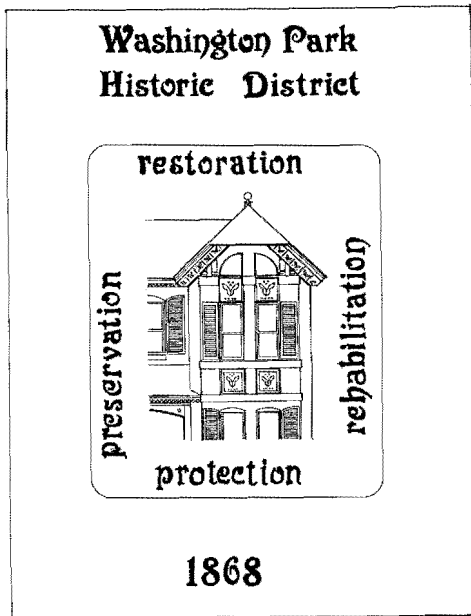 Washington Park
Historic District
restoration
preservation
rehabilitation
protection
1868